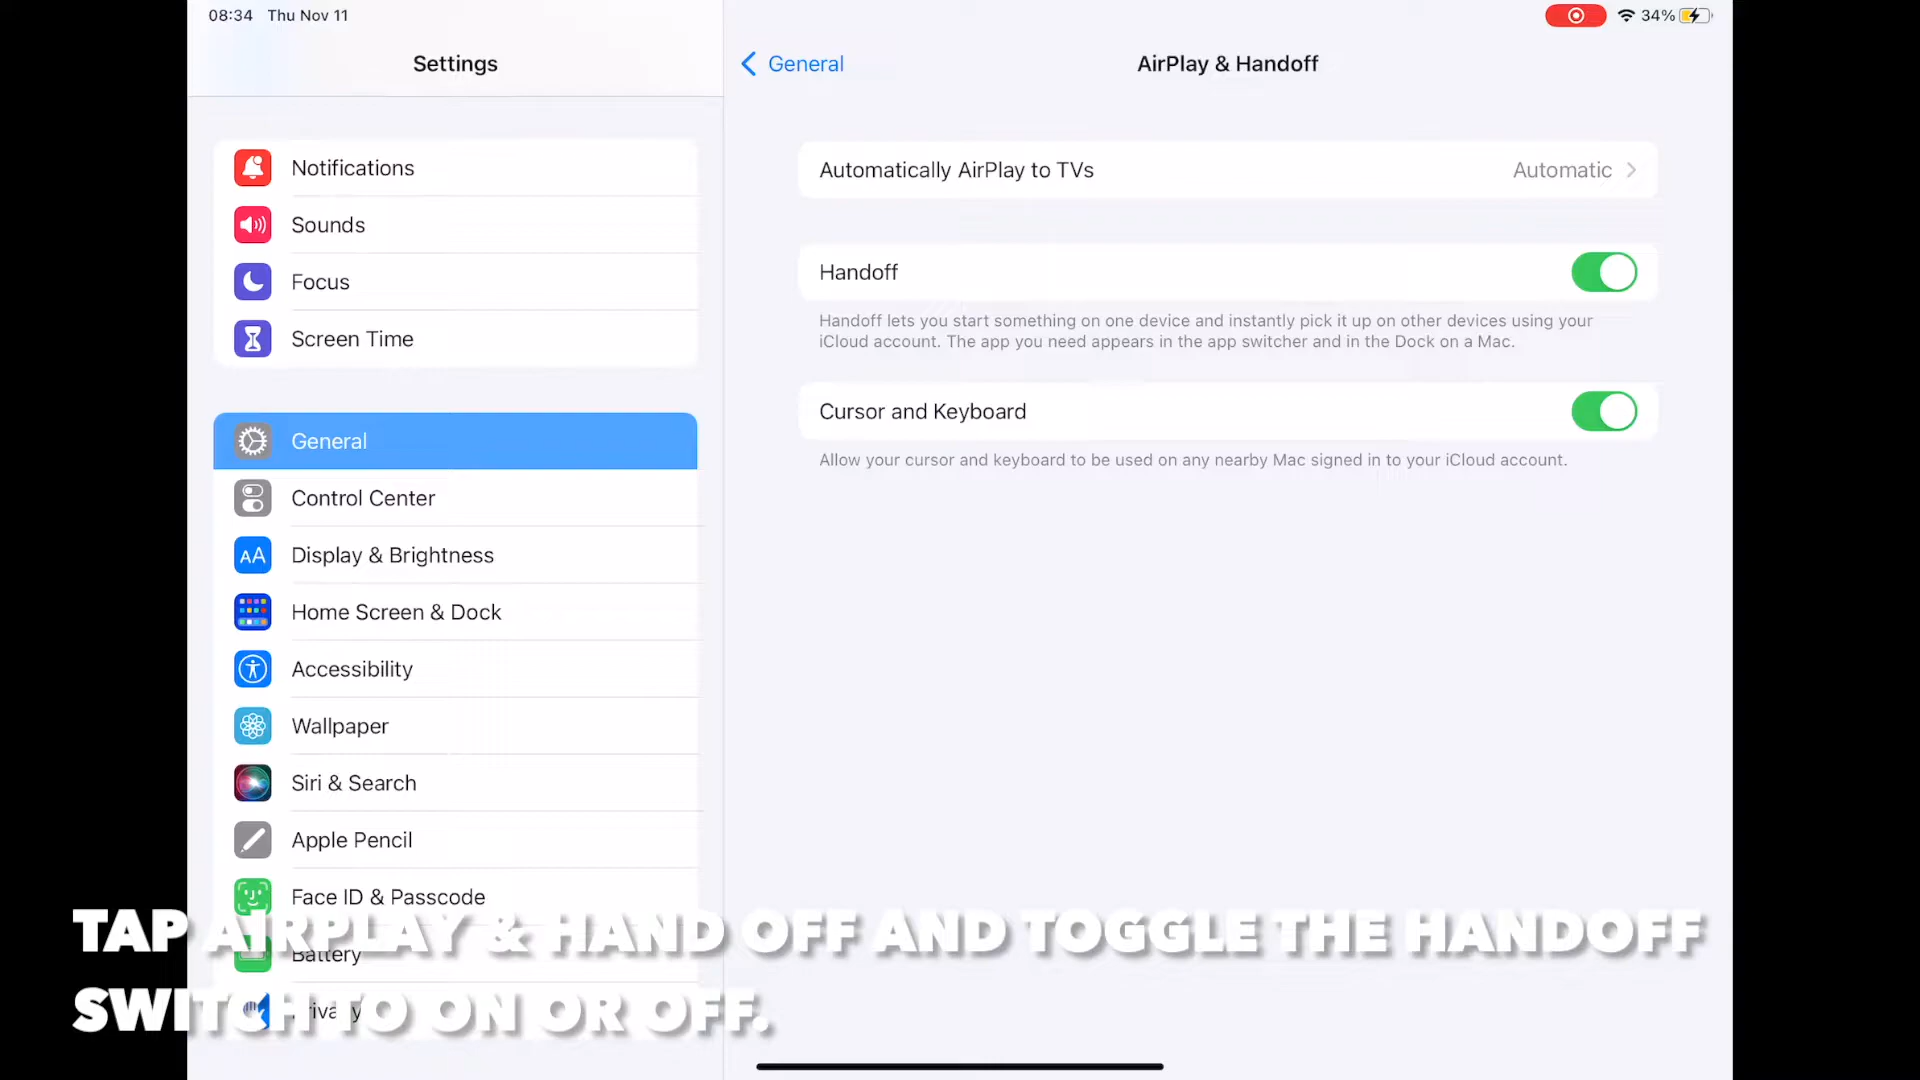 08:34 Thu Nov 11
34%
Settings
General
AirPlay & Handoff
Notifications
Sounds
Focus
Screen Time
General
Control Center
Display & Brightness
AA
Home Screen & Dock
Accessibility
Wallpaper
Siri & Search
Apple Pencil
Face ID & Passcode
Battery
Privacy
Automatically AirPlay to TVs Automatic
Handoff
Handoff lets you start something on one device and instantly pick it up on other devices using your
iCloud account. The app you need appears in the app switcher and in the Dock on a Mac.
Cursor and Keyboard
Allow your cursor and keyboard to be used on any nearby Mac signed in to your iCloud account.
TAP AIRPLAY & HAND OFF AND TOGGLE THE HANDOFF
SWITCH TO ON OR OFF.